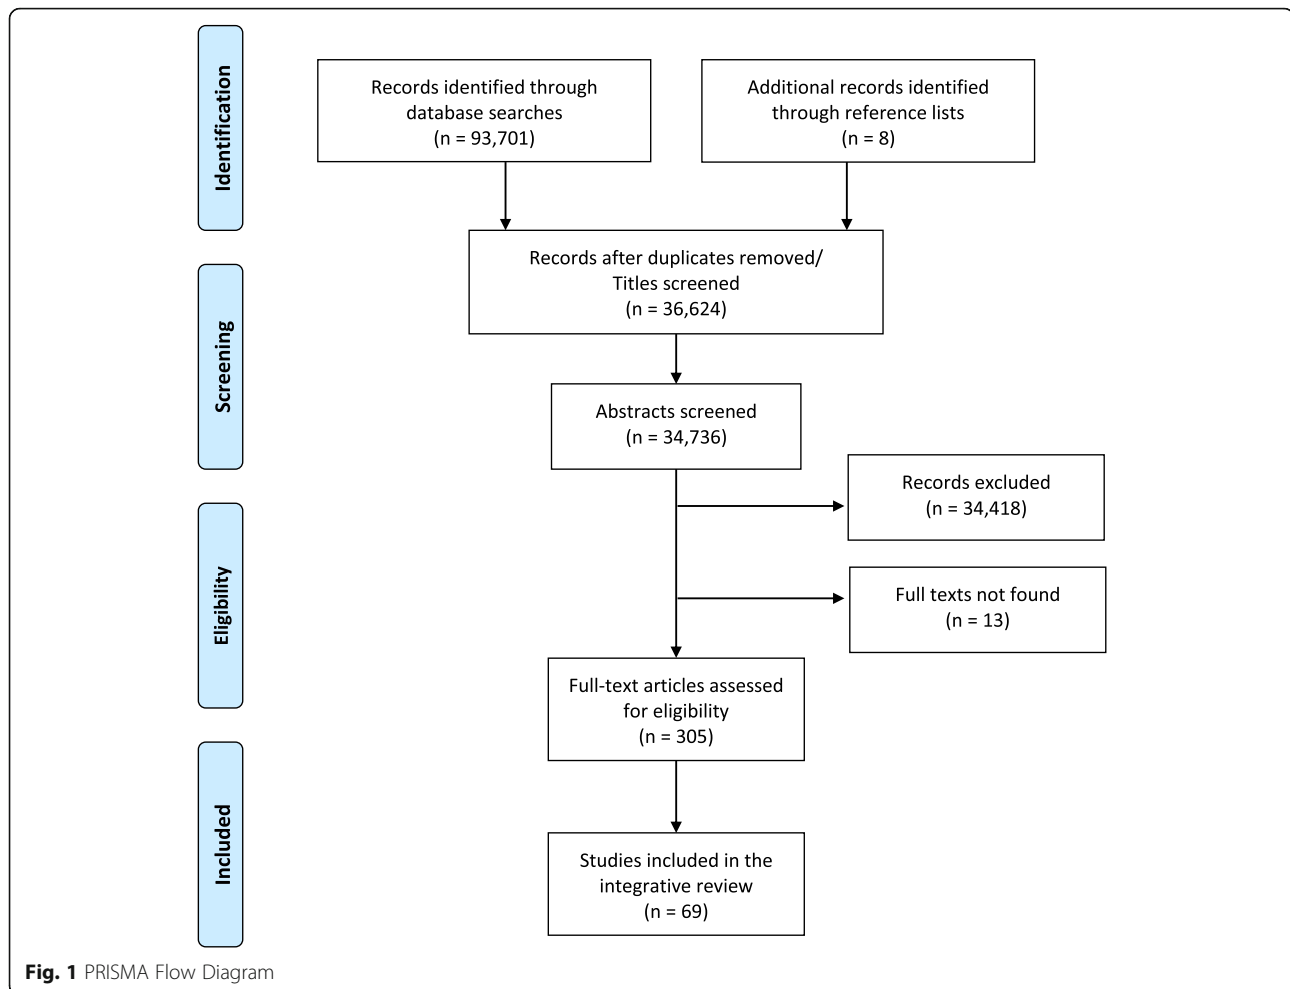 Identification
Records identified through
database searches
(n = 93,701)
Additional records identified
through reference lists
(n = 8)
Records after duplicates removed/
Titles screened
(n = 36,624)
Screening
Abstracts screened
(n = 34,736)
Records excluded
(n = 34,418)
Eligibility
Full texts not found
(n = 13)
Full-text articles assessed
for eligibility
(n = 305)
Included
Studies included in the
integrative review
(n = 69)
Fig. 1 PRISMA Flow Diagram